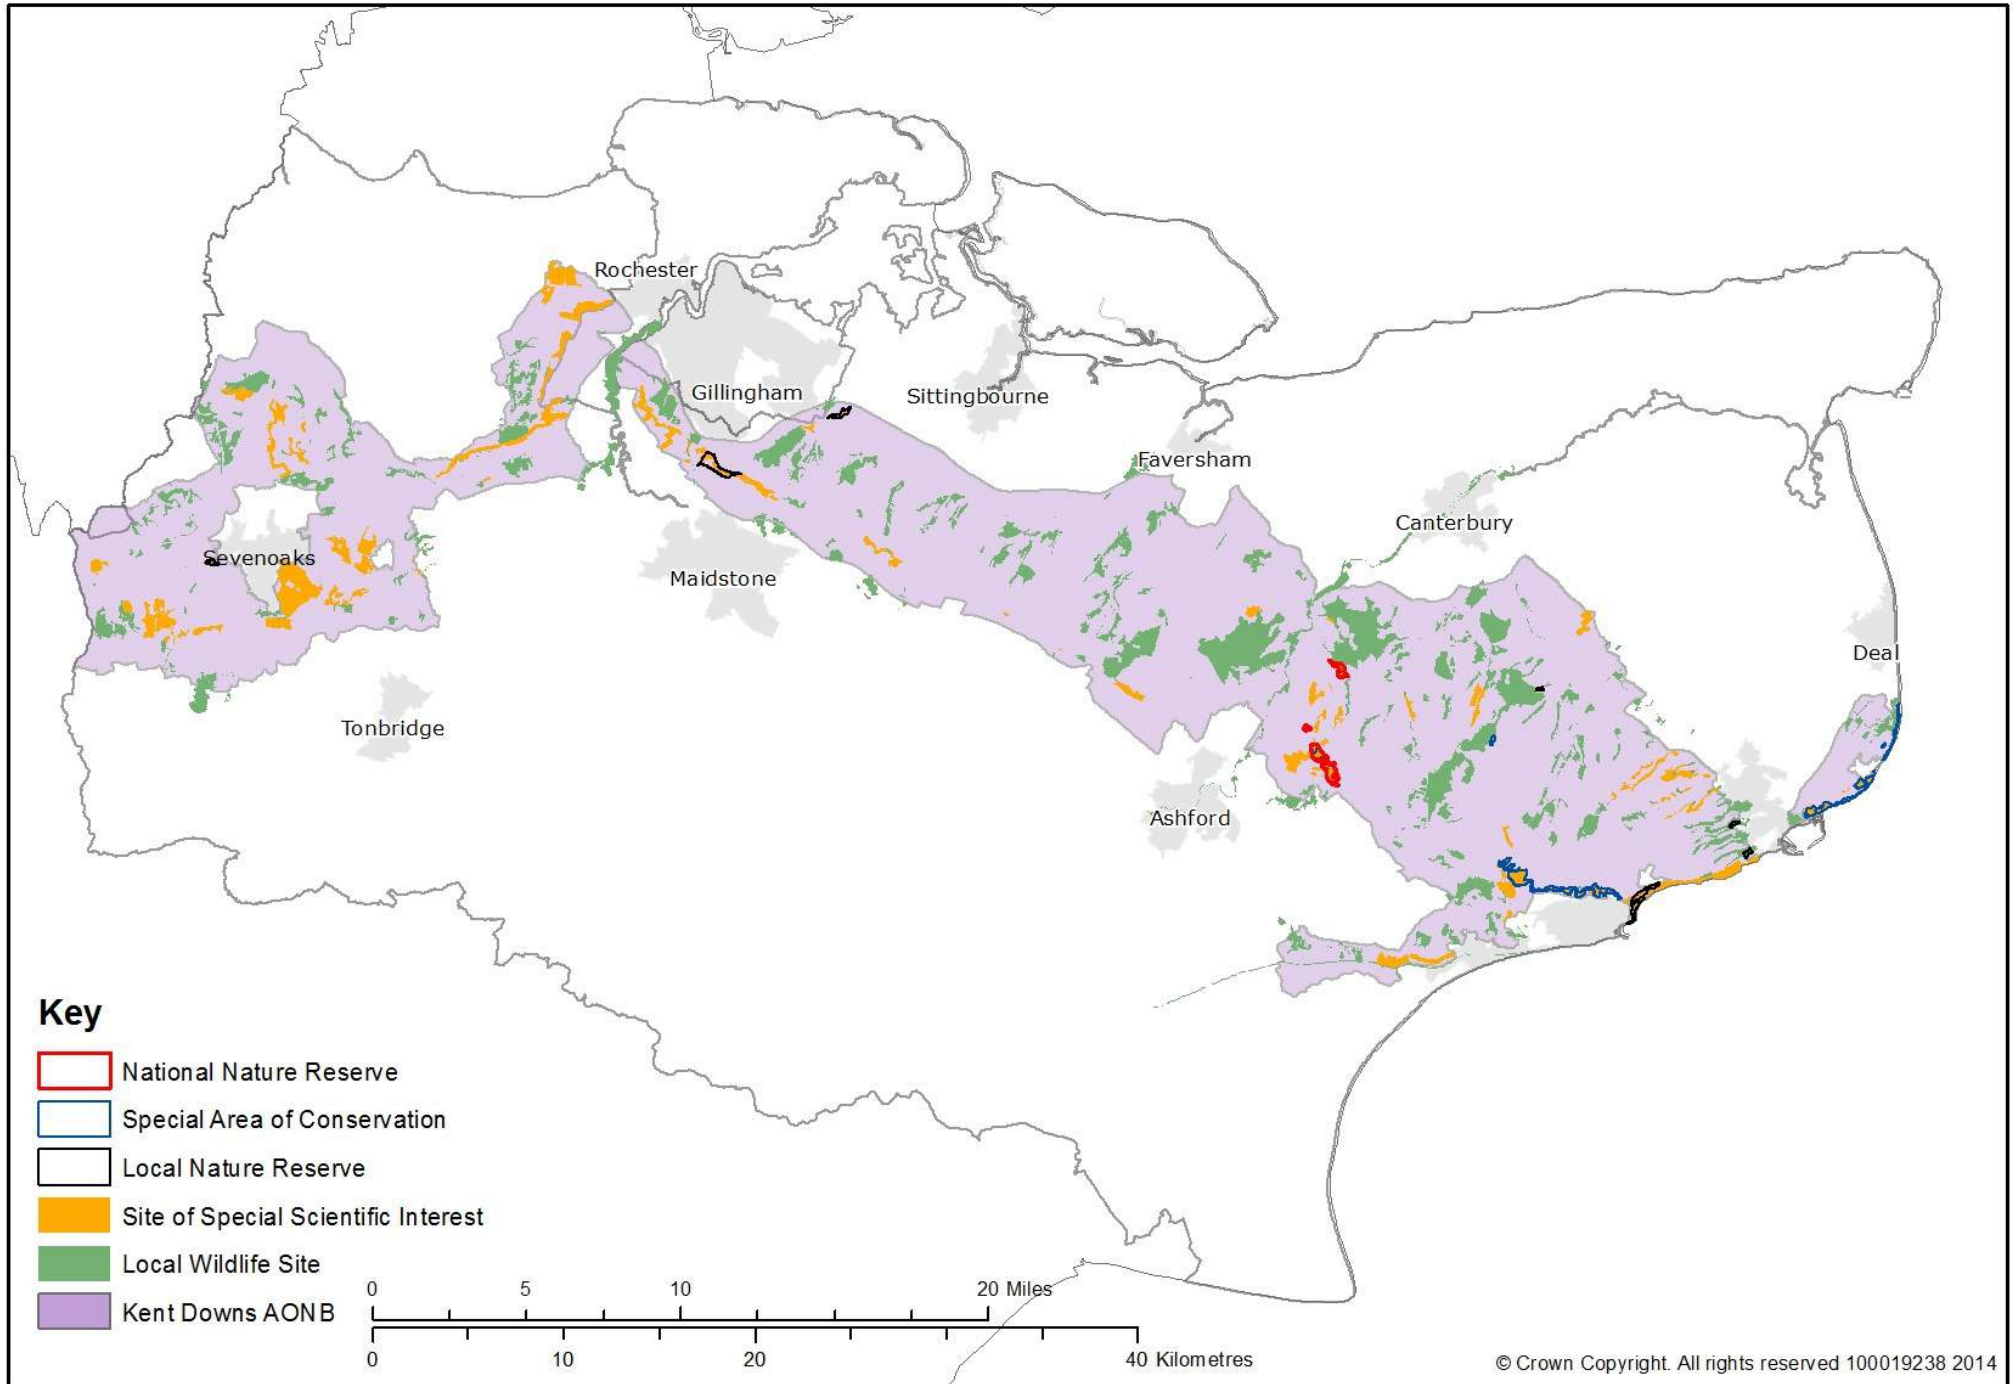 Rochester
Gillingham
Sittingbourne
Faversham
Canterbury
Sevenoaks
Maidstone
Deal
Tonbridge
Ashford
Key
National Nature Reserve
Special Area of Conservation
Local Nature Reserve
Site of Special Scientific Interest
Local Wildlife Site
Kent Downs AONB
0 5 10 20 Miles
0 10 20 40 Kilometres
© Crown Copyright. All rights reserved 100019238 2014